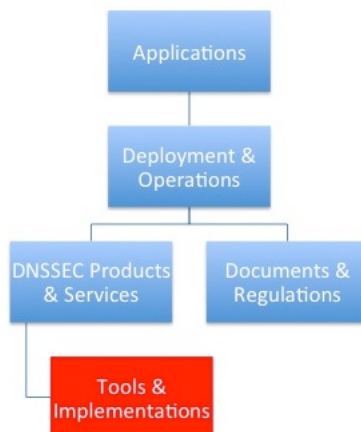 Applications
Deployment &
Operations
DNSSEC Products
& Services
Documents &
Regulations
Tools &
Implementations